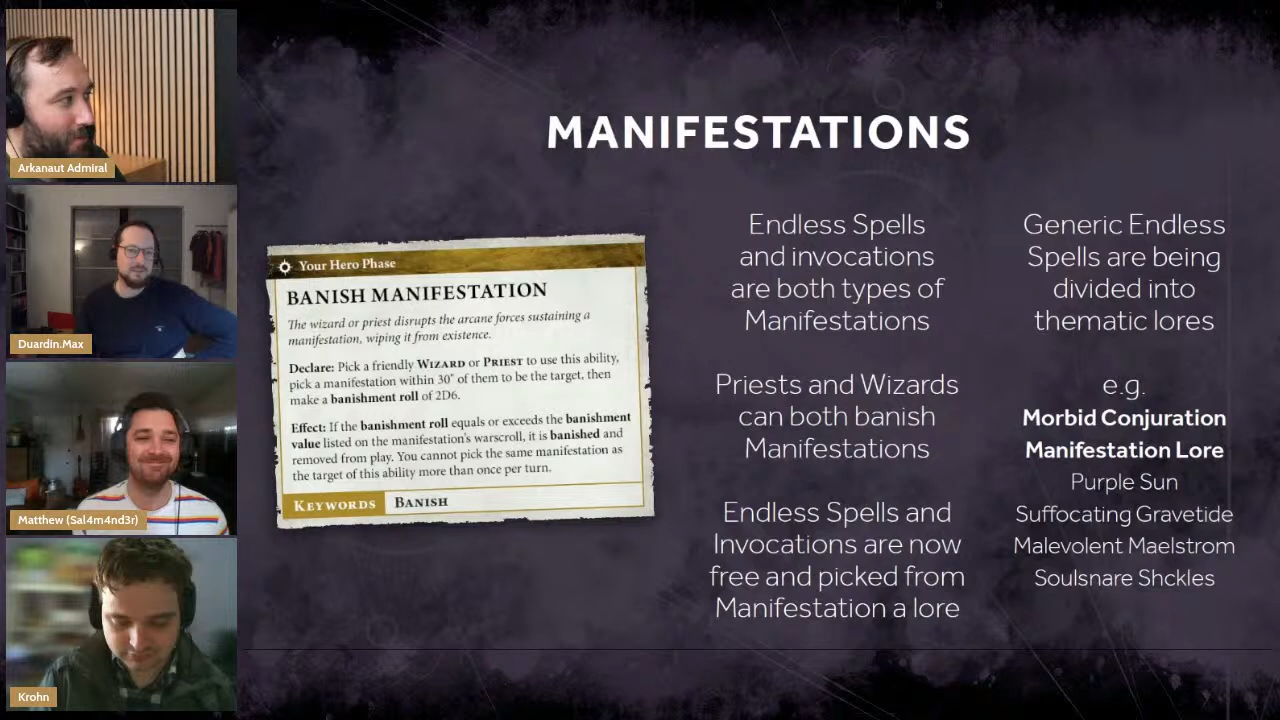 Arkanaut Admiral
Duardin.Max
Matthew (Sal4m4nd3r)
Krohn
MANIFESTATIONS
Your Hero Phase
BANISH MANIFESTATION
The wizard or priest disrupts the arcane forces sustaining a
manifestation, wiping it from existence.
Declare: Pick a friendly WIZARD or PRIEST to use this ability,
pick a manifestation within 30" of them to be the target, then
make a banishment roll of 2D6.
Effect: If the banishment roll equals or exceeds the banishment
value listed on the manifestation's warscroll, it is banished and
removed from play. You cannot pick the same manifestation as
the target of this ability more than once per turn.
KEYWORDS BANISH
Endless Spells
and invocations
are both types of
Manifestations
Priests and Wizards
can both banish
Manifestations
Endless Spells and
Invocations are now
free and picked from
Manifestation a lore
Generic Endless
Spells are being
divided into
thematic lores
e.g.
Morbid Conjuration
Manifestation Lore
Purple Sun
Suffocating Gravetide
Malevolent Maelstrom
Soulsnare Shckles